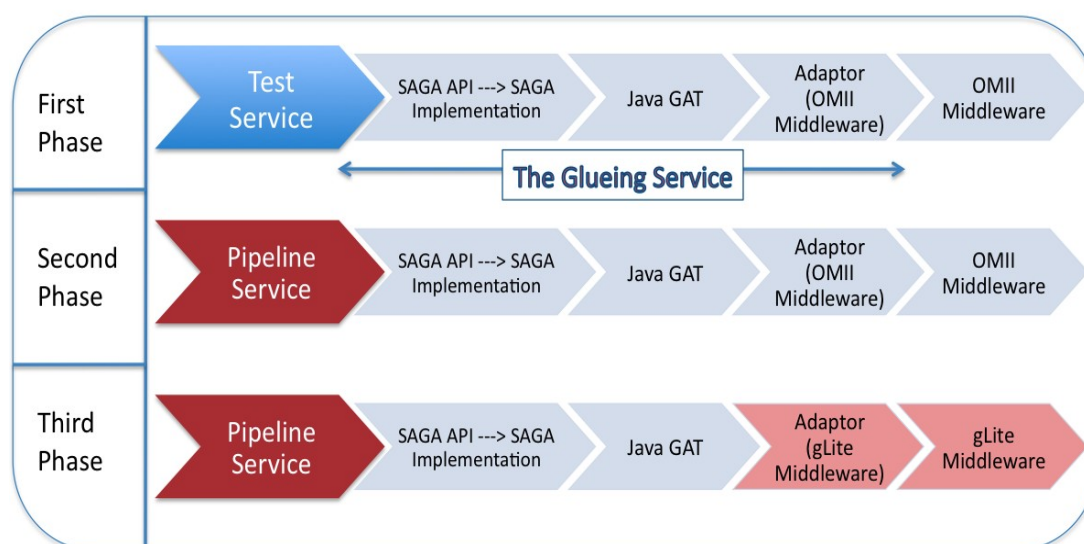 First
Phase
Test
Service
SAGA API ---> SAGA
Implementation
Java GAT
Adaptor
(OMII
Middleware)
OMII
Middleware
The Glueing Service
Second
Phase
Pipeline
Service
SAGA API ---> SAGA
Implementation
Java GAT
Adaptor
(OMII
Middleware)
OMII
Middleware
Third
Phase
Pipeline
Service
SAGA API ---> SAGA
Implementation
Java GAT
Adaptor
(gLite
Middleware)
gLite
Middleware